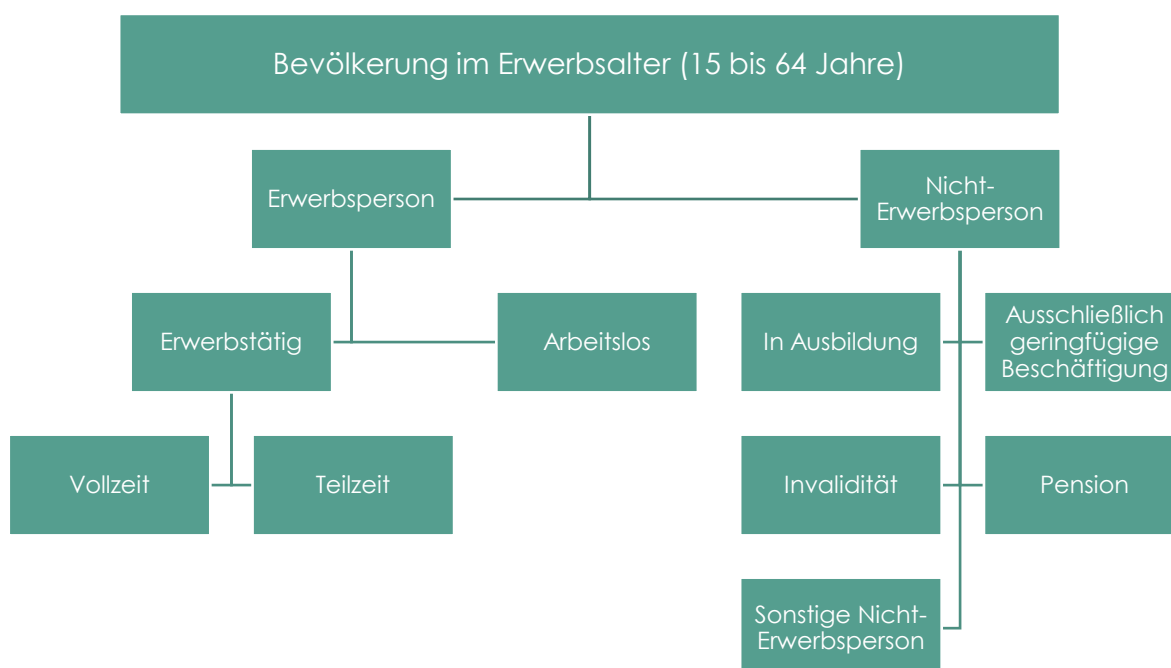 Bevölkerung im Erwerbsalter (15 bis 64 Jahre)
Erwerbsperson
Nicht-
Erwerbsperson
Erwerbstätig
Arbeitslos
In Ausbildung
Ausschließlich
geringfügige
Beschäftigung
Vollzeit
Teilzeit
Invalidität
Pension
Sonstige Nicht-
Erwerbsperson